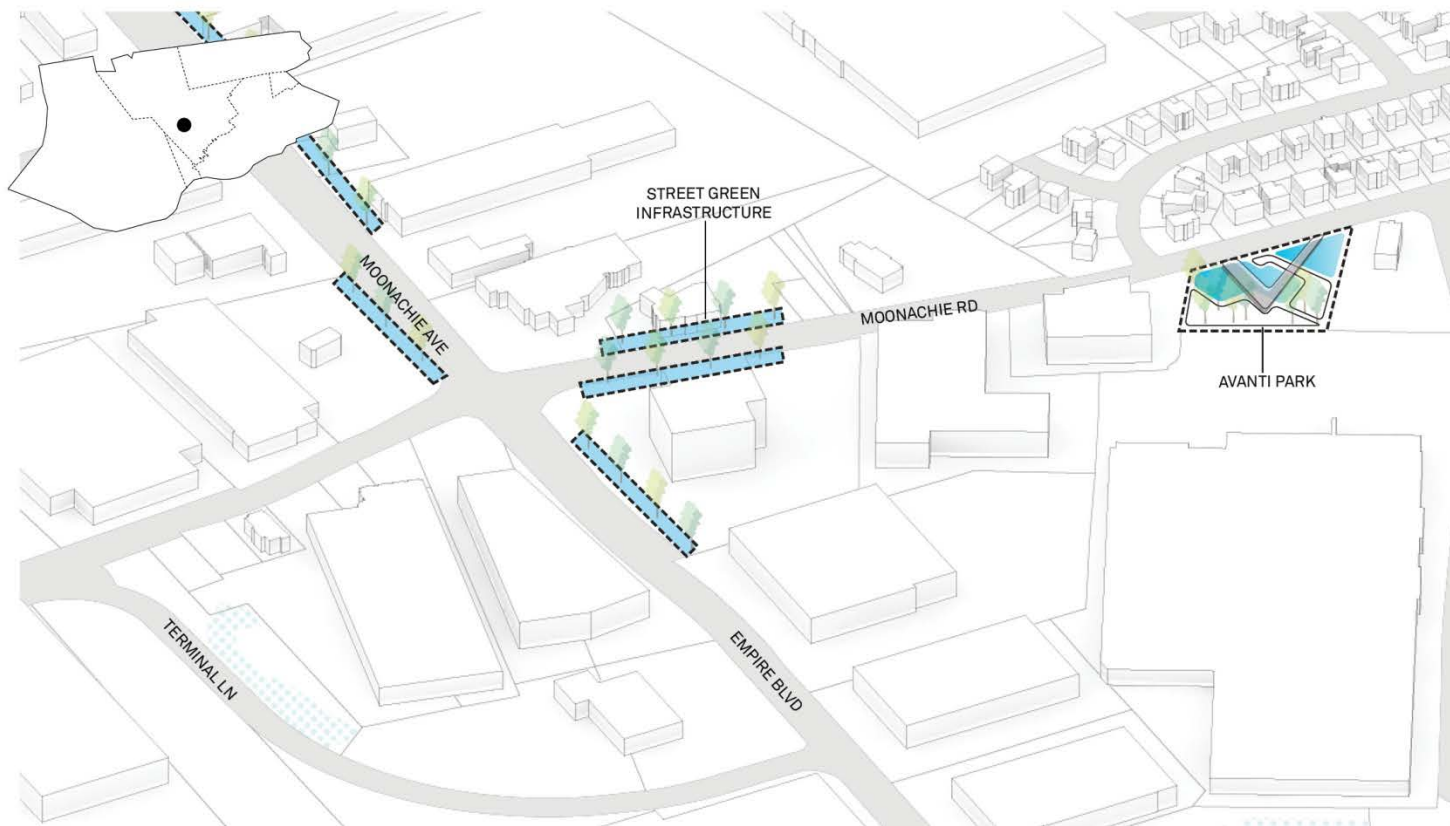 STREET GREEN
INFRASTRUCTURE
MOONACHIE AVE
MOONACHIE RD
AVANTI PARK
TERMINAL LN
EMPIRE BLVD